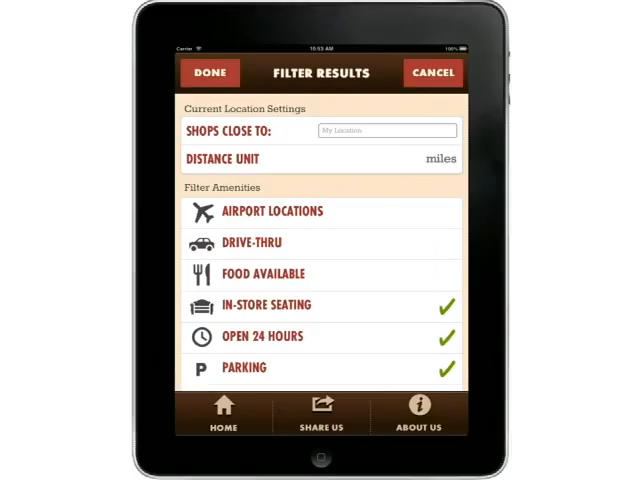 Carrier 10:53 AM 100%
DONE FILTER RESULTS CANCEL
Current Location Settings
SHOPS CLOSE TO: My Location
DISTANCE UNIT miles
Filter Amenities
AIRPORT LOCATIONS
DRIVE-THRU
FOOD AVAILABLE
IN-STORE SEATING
OPEN 24 HOURS
P PARKING
HOME SHARE US ABOUT US